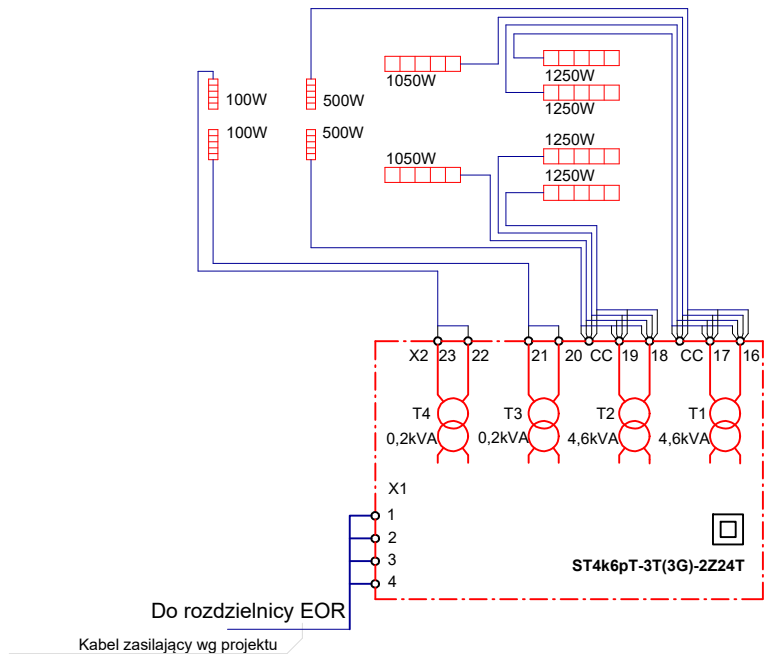 100W
500W
1050W
1250W
1250W
100W
500W
1050W
1250W
1250W
X2 23 22 21 20 CC 19 18 CC 17 16
T4 T3 T2 T1
0,2kVA 0,2kVA 4,6kVA 4,6kVA
X1
1
2
3
4
ST4k6pT-3T(3G)-2Z24T
Do rozdzielnicy EOR
Kabel zasilający wg projektu